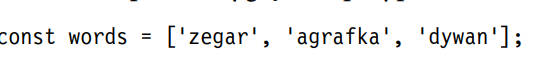 const words = ['zegar', 'agrafka', 'dywan'];